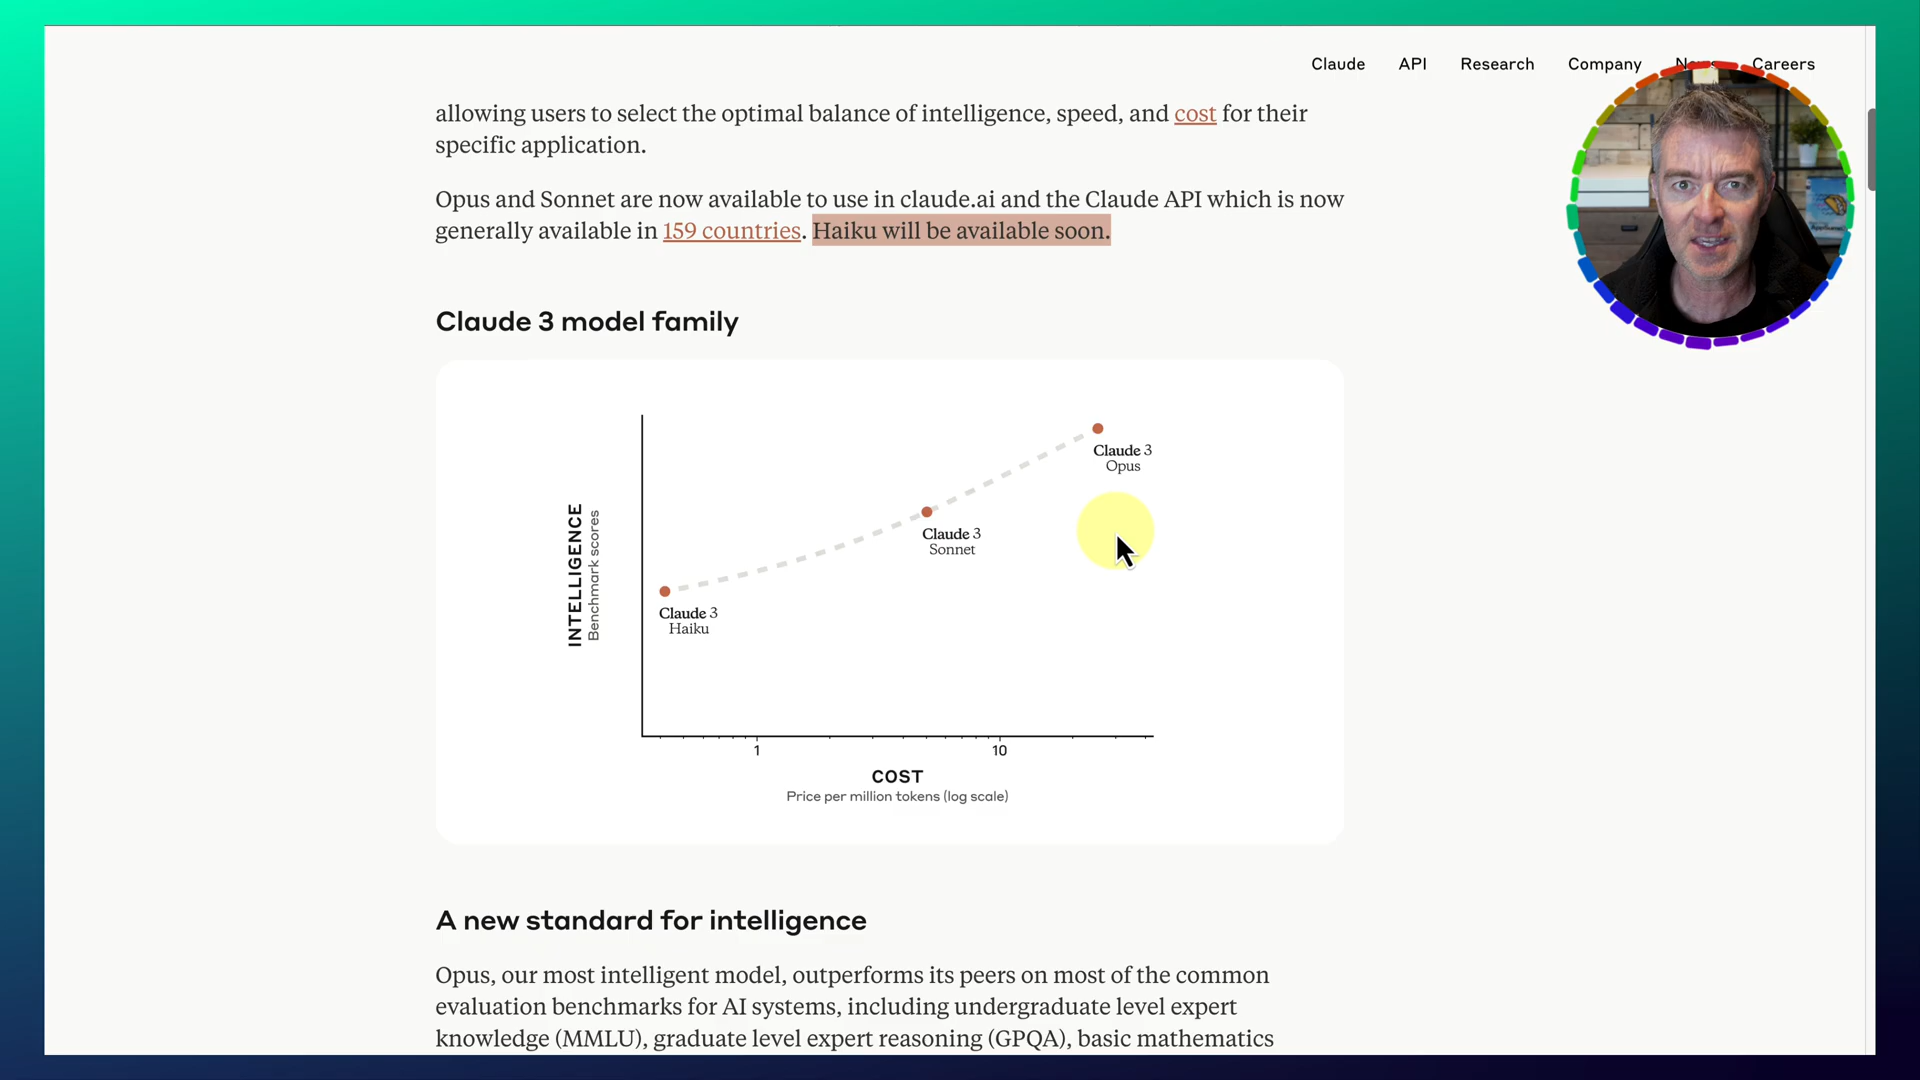 Claude API Research Company News Careers
allowing users to select the optimal balance of intelligence, speed, and cost for their
specific application.
Opus and Sonnet are now available to use in claude.ai and the Claude API which is now
generally available in 159 countries. Haiku will be available soon.
Claude 3 model family
INTELLIGENCE
Benchmark scores
Claude 3
Opus
Claude 3
Sonnet
Claude 3
Haiku
1 10
COST
Price per million tokens (log scale)
A new standard for intelligence
Opus, our most intelligent model, outperforms its peers on most of the common
evaluation benchmarks for AI systems, including undergraduate level expert
knowledge (MMLU), graduate level expert reasoning (GPQA), basic mathematics